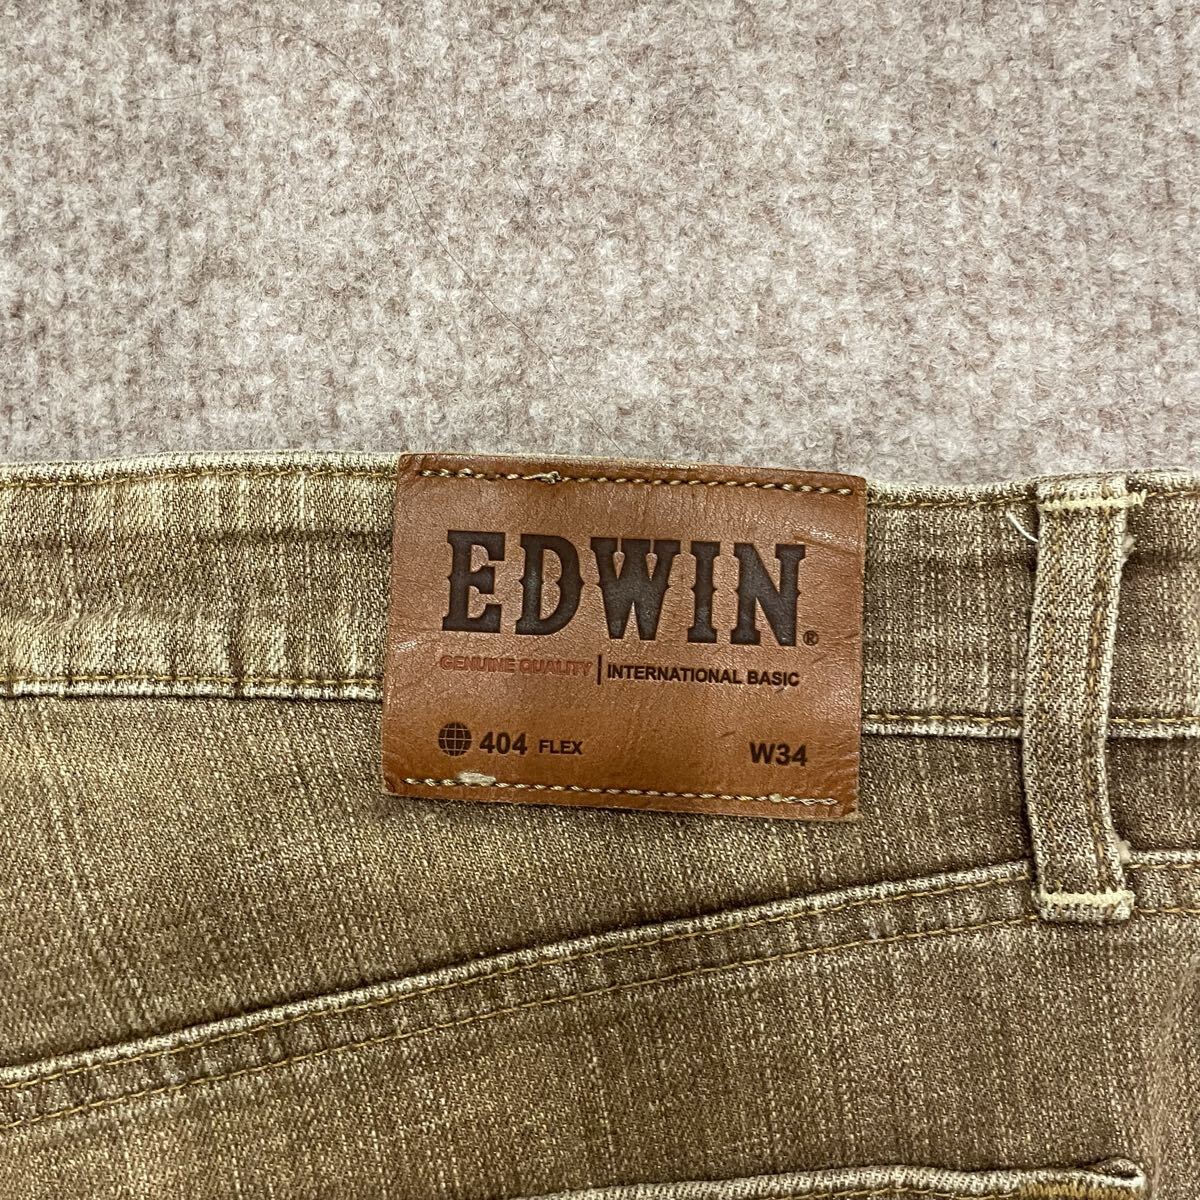 EDWIN®
GENUINE QUALITY | INTERNATIONAL BASIC
404 FLEX W34